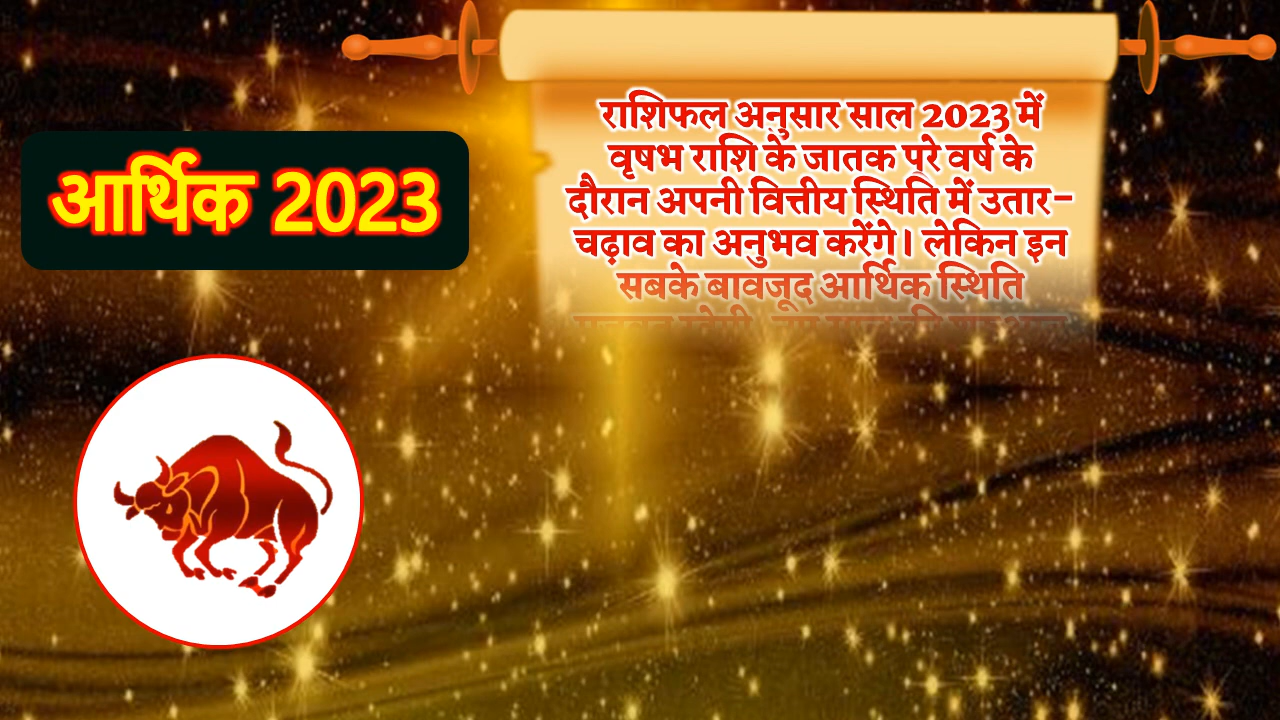 आर्थिक 2023
राशिफल अनुसार साल 2023 में
वृषभ राशि के जातक पूरे वर्ष के
दौरान अपनी वित्तीय स्थिति में उतार-
चढ़ाव का अनुभव करेंगे। लेकिन इन
सबके बावजूद आर्थिक स्थिति